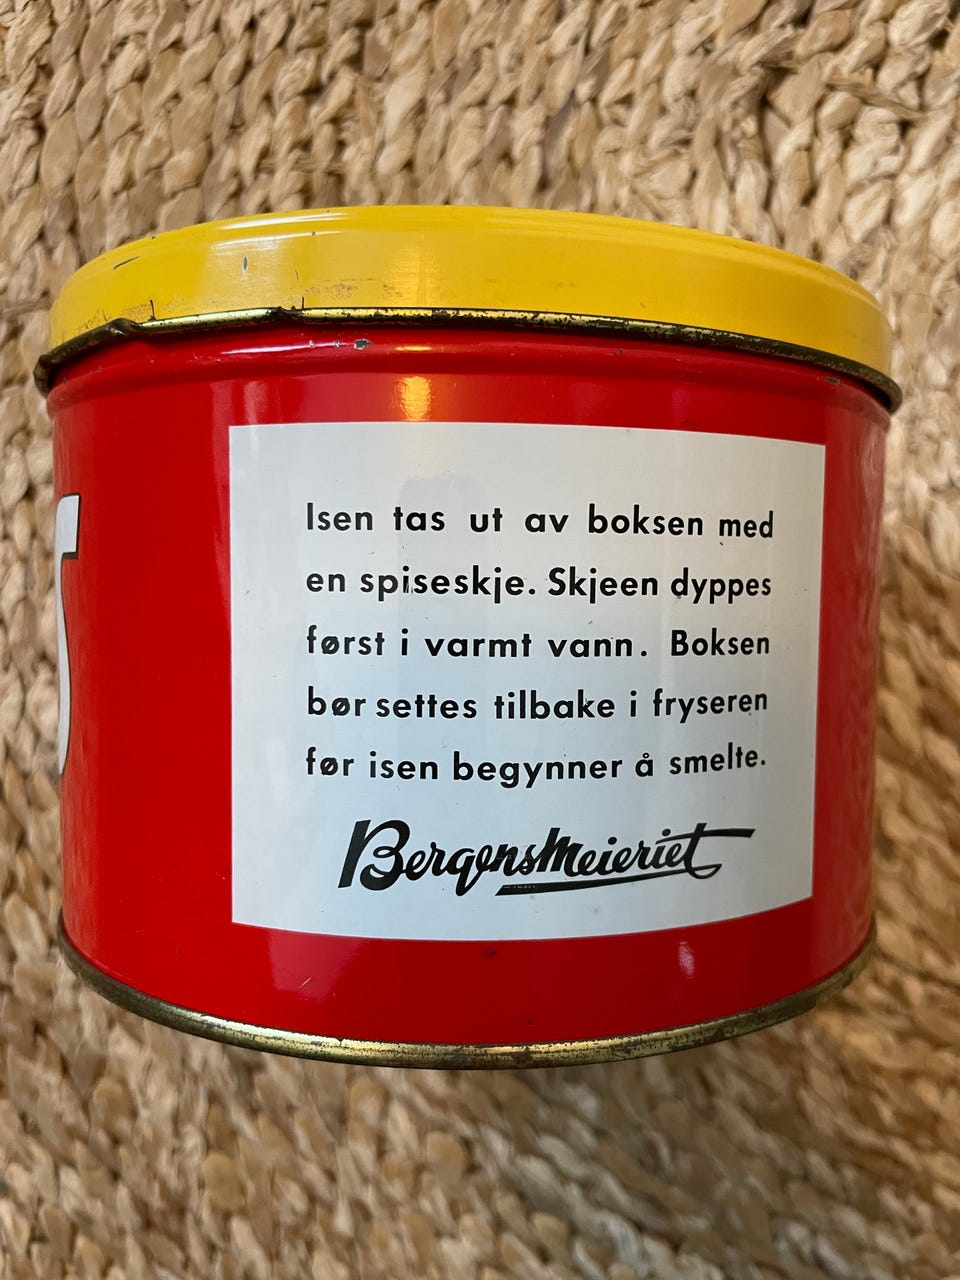 Isen tas ut av boksen med
en spiseskje. Skjeen dyppes
først i varmt vann. Boksen
bør settes tilbake i fryseren
før isen begynner å smelte.
BergensMeieriet